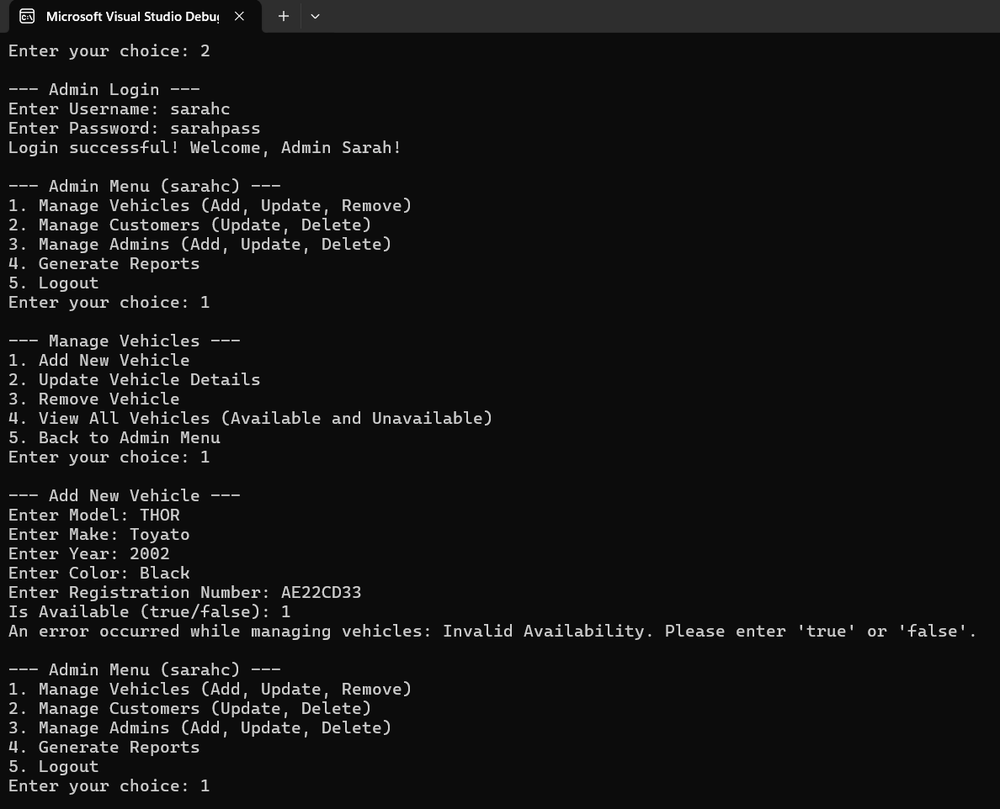 Microsoft Visual Studio Debu
Enter your choice: 2
--- Admin Login ---
Enter Username: sarahc
Enter Password: sarahpass
Login successful! Welcome, Admin Sarah!
--- Admin Menu (sarahc) ---
1. Manage Vehicles (Add, Update, Remove)
2. Manage Customers (Update, Delete)
3. Manage Admins (Add, Update, Delete)
4. Generate Reports
5. Logout
Enter your choice: 1
--- Manage Vehicles ---
1. Add New Vehicle
2. Update Vehicle Details
3. Remove Vehicle
4. View All Vehicles (Available and Unavailable)
5. Back to Admin Menu
Enter your choice: 1
--- Add New Vehicle ---
Enter Model: THOR
Enter Make: Toyato
Enter Year: 2002
Enter Color: Black
Enter Registration Number: AE22CD33
Is Available (true/false): 1
An error occurred while managing vehicles: Invalid Availability. Please enter 'true' or 'false'.
--- Admin Menu (sarahc) ---
1. Manage Vehicles (Add, Update, Remove)
2. Manage Customers (Update, Delete)
3. Manage Admins (Add, Update, Delete)
4. Generate Reports
5. Logout
Enter your choice: 1